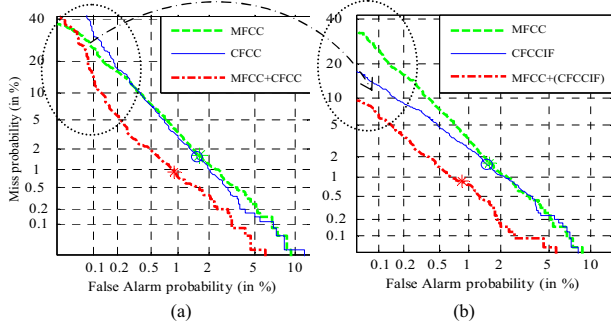 40
20
10
5
2
1
0.5
0.2
0.1
0.1 0.2 0.5 1 2 5 10
Miss probability (in %)
False Alarm probability (in %)
MFCC
CFCC
MFCC+CFCC
(a)
40
20
10
5
2
1
0.5
0.2
0.1
0.1 0.2 0.5 1 2 5 10
Miss probability (in %)
False Alarm probability (in %)
MFCC
CFCCIF
MFCC+(CFCCIF)
(b)